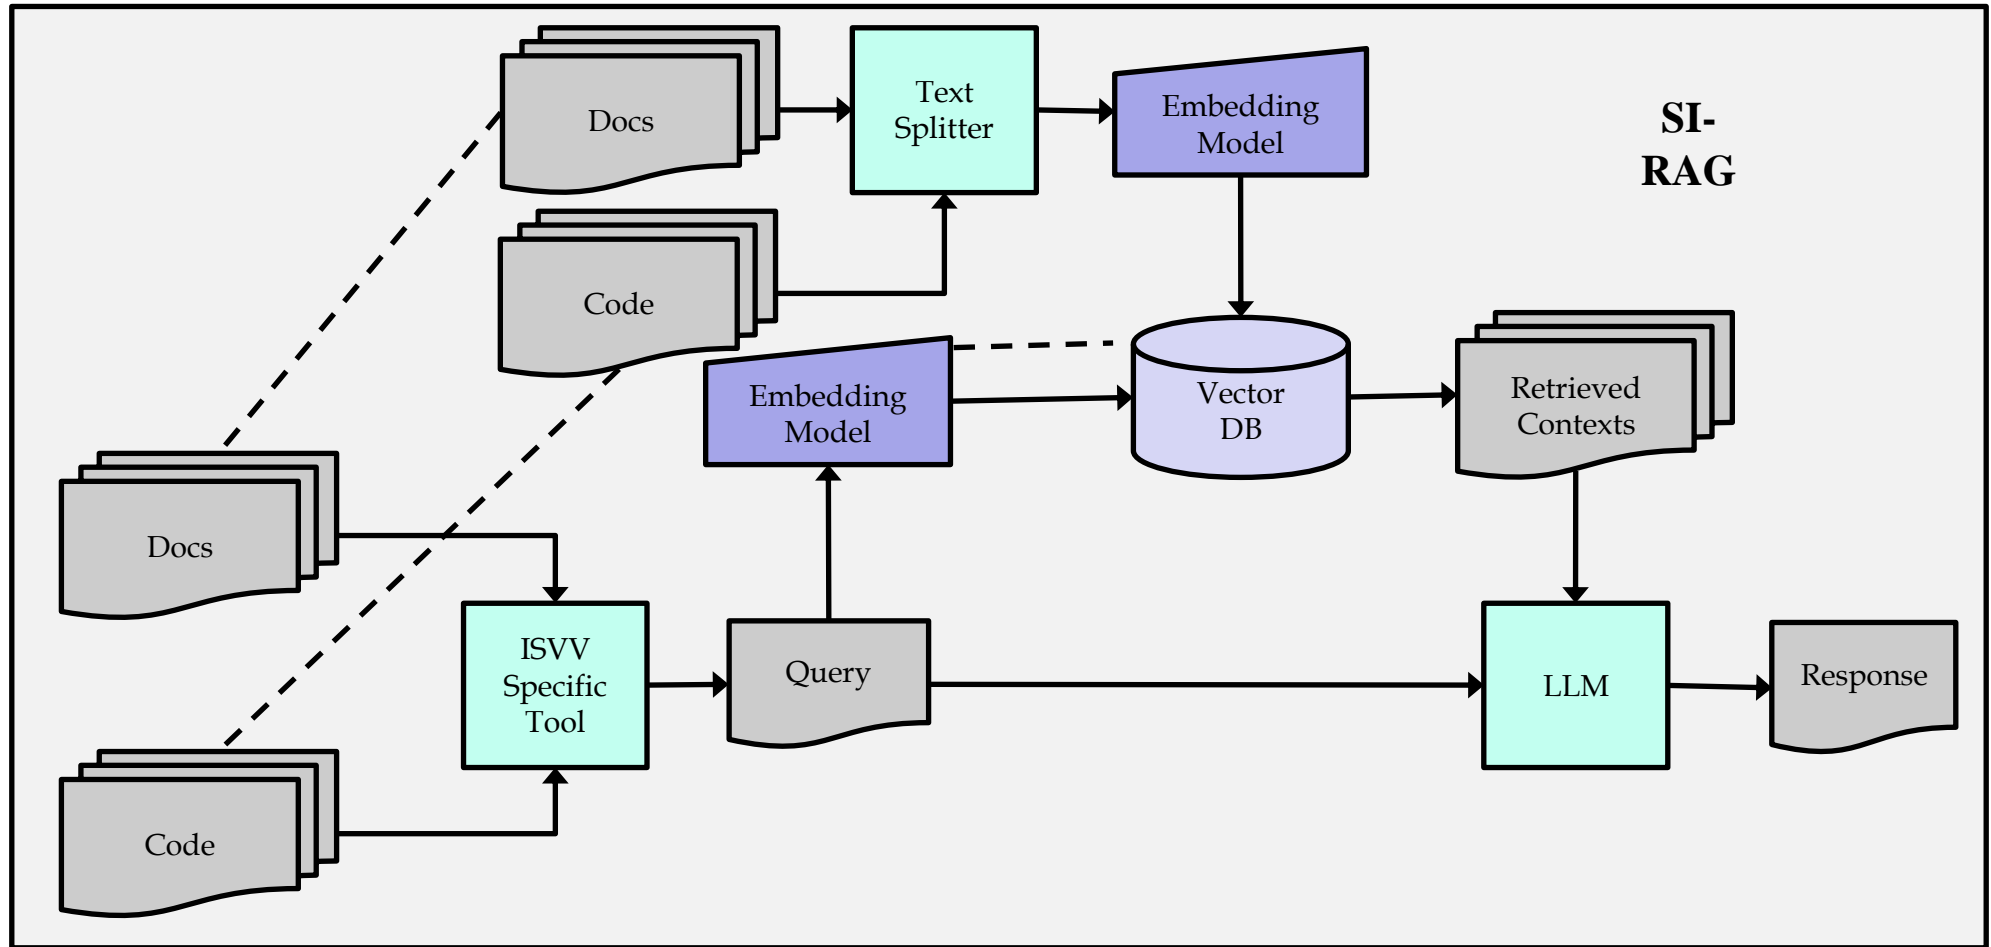 Docs
Text
Splitter
Embedding
Model
SI-
RAG
Code
Embedding
Model
Vector
DB
Retrieved
Contexts
Docs
ISVV
Specific
Tool
Query
LLM
Response
Code